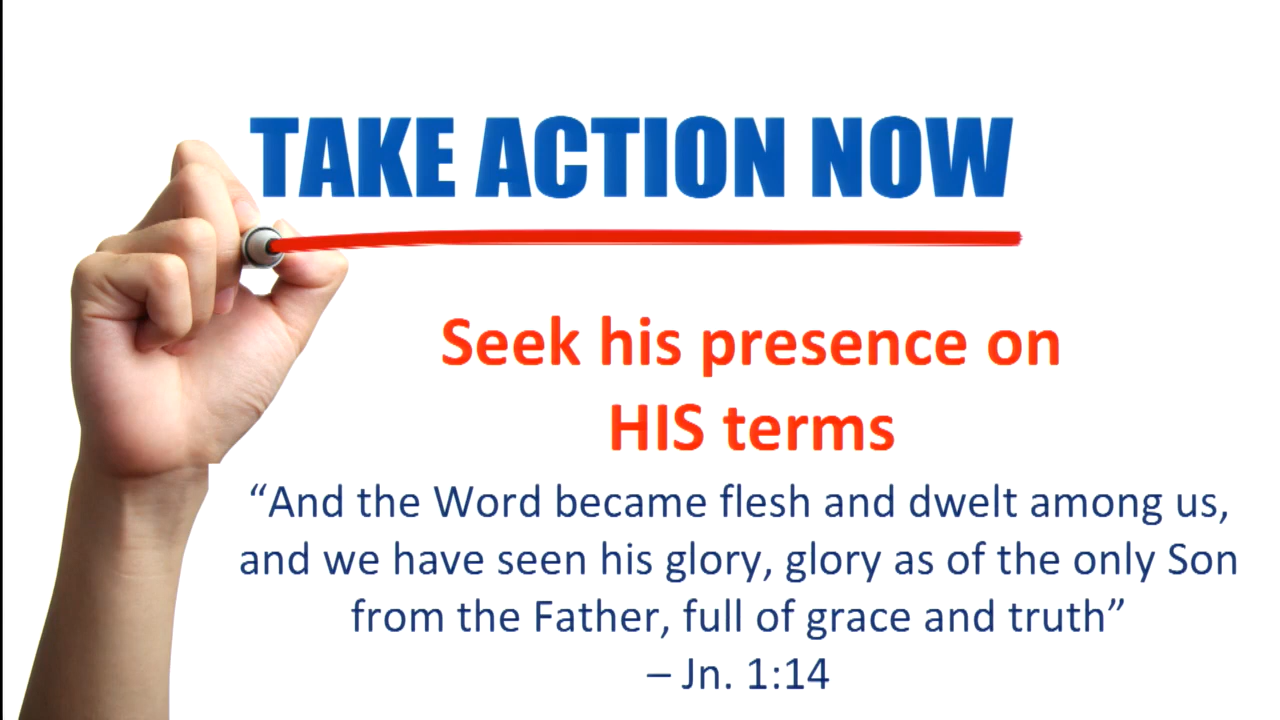 TAKE ACTION NOW
Seek his presence on
HIS terms
“And the Word became flesh and dwelt among us,
and we have seen his glory, glory as of the only Son
from the Father, full of grace and truth”
– Jn. 1:14